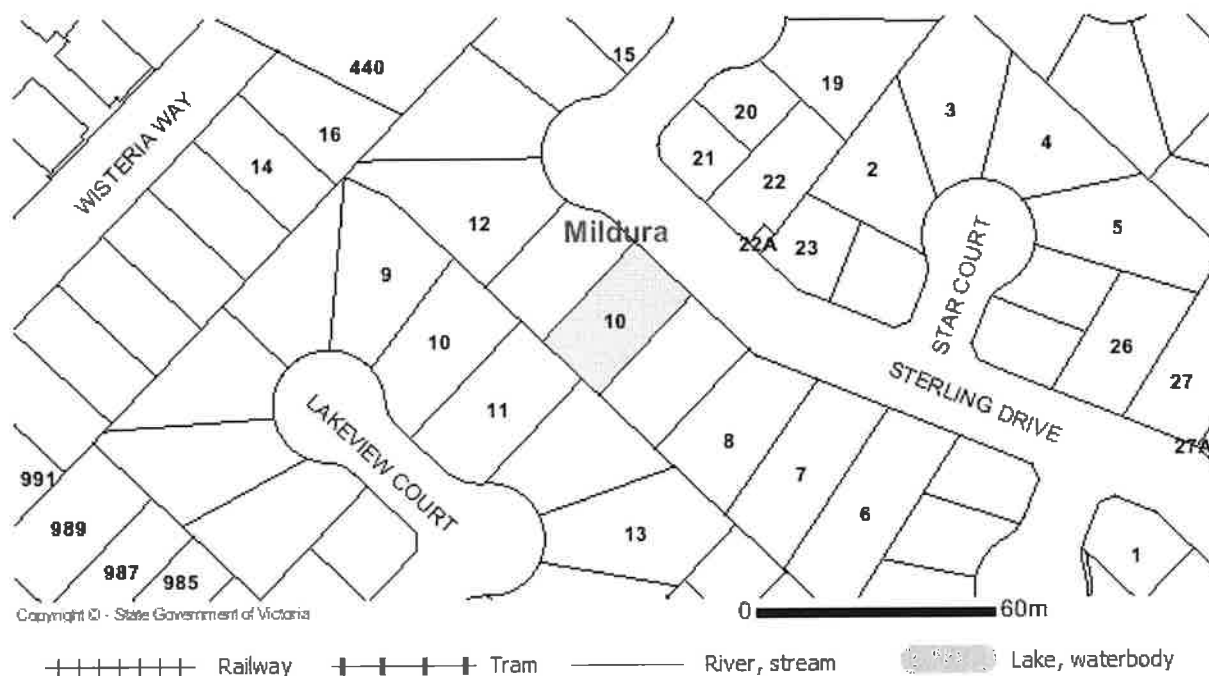 440
15
WISTERIA WAY
16
14
19
20
21
22
3
4
2
5
Mildura
12
22A
23
9
10
10
STAR COURT
26
27
11
STERLING DRIVE
LAKEVIEW COURT
8
7
27A
6
991
989
987
985
13
1
Copyright © - State Government of Victoria
0 60m
Railway Tram River, stream Lake, waterbody